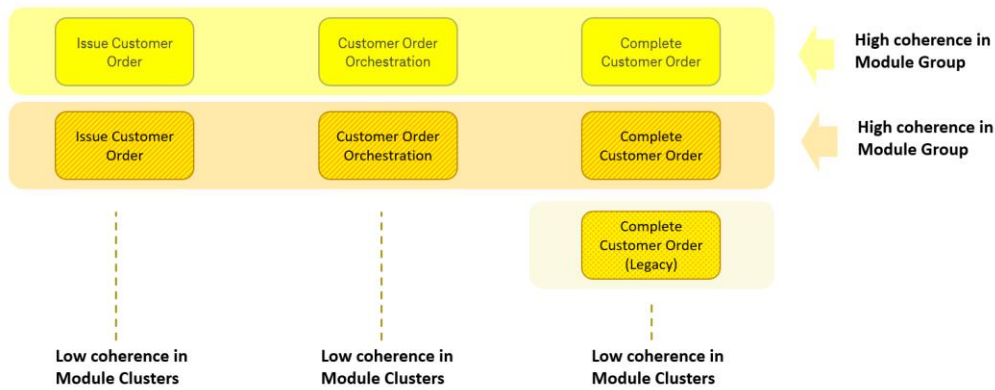 Issue Customer
Order
Customer Order
Orchestration
Complete
Customer Order
High coherence in
Module Group
Issue Customer
Order
Customer Order
Orchestration
Complete
Customer Order
High coherence in
Module Group
Complete
Customer Order
(Legacy)
Low coherence in
Module Clusters
Low coherence in
Module Clusters
Low coherence in
Module Clusters